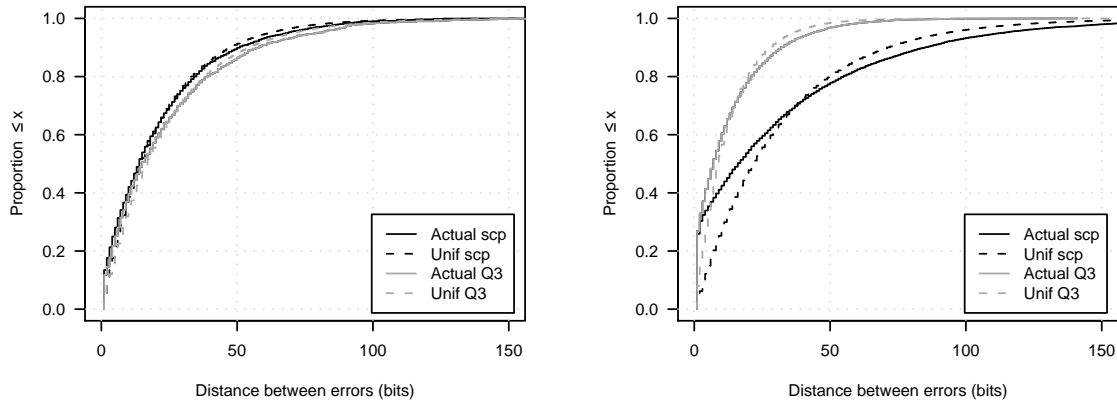 1.0
0.8
0.6
0.4
0.2
0.0
Proportion ≤ x
0 50 100 150
Distance between errors (bits)
Actual scp
Unif scp
Actual Q3
Unif Q3
1.0
0.8
0.6
0.4
0.2
0.0
Proportion ≤ x
0 50 100 150
Distance between errors (bits)
Actual scp
Unif scp
Actual Q3
Unif Q3